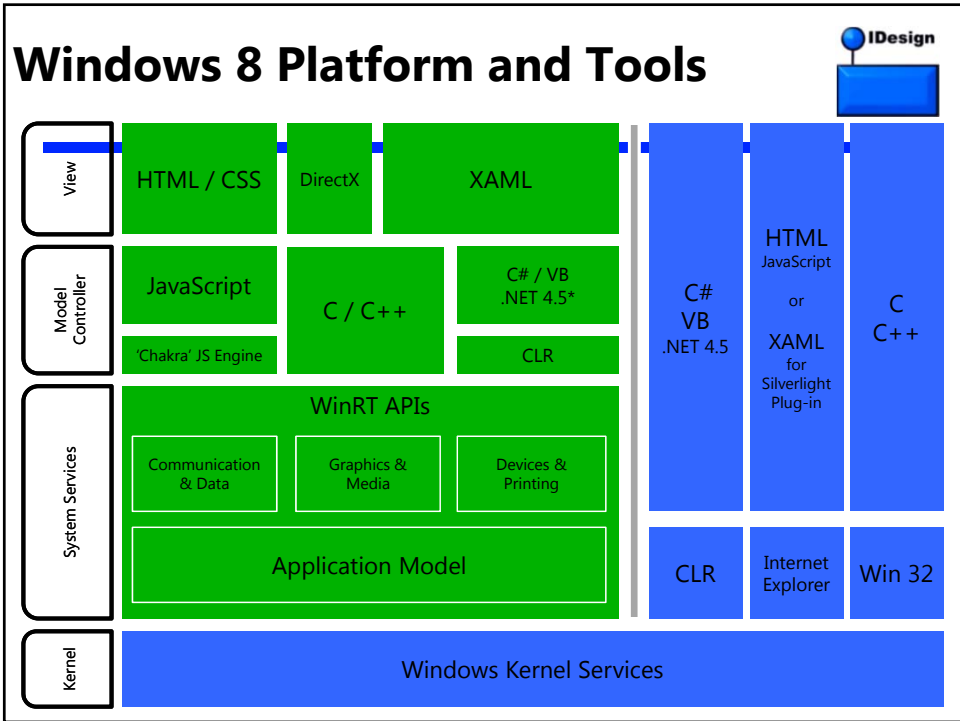 IDesign
Windows 8 Platform and Tools
View
HTML / CSS
DirectX
XAML
Model
Controller
JavaScript
'Chakra' JS Engine
C / C++
C# / VB
.NET 4.5*
CLR
System Services
WinRT APIs
Communication
& Data
Graphics &
Media
Devices &
Printing
Application Model
C#
VB
.NET 4.5
HTML
JavaScript
or
XAML
for
Silverlight
Plug-in
C
C++
CLR
Internet
Explorer
Win 32
Kernel
Windows Kernel Services